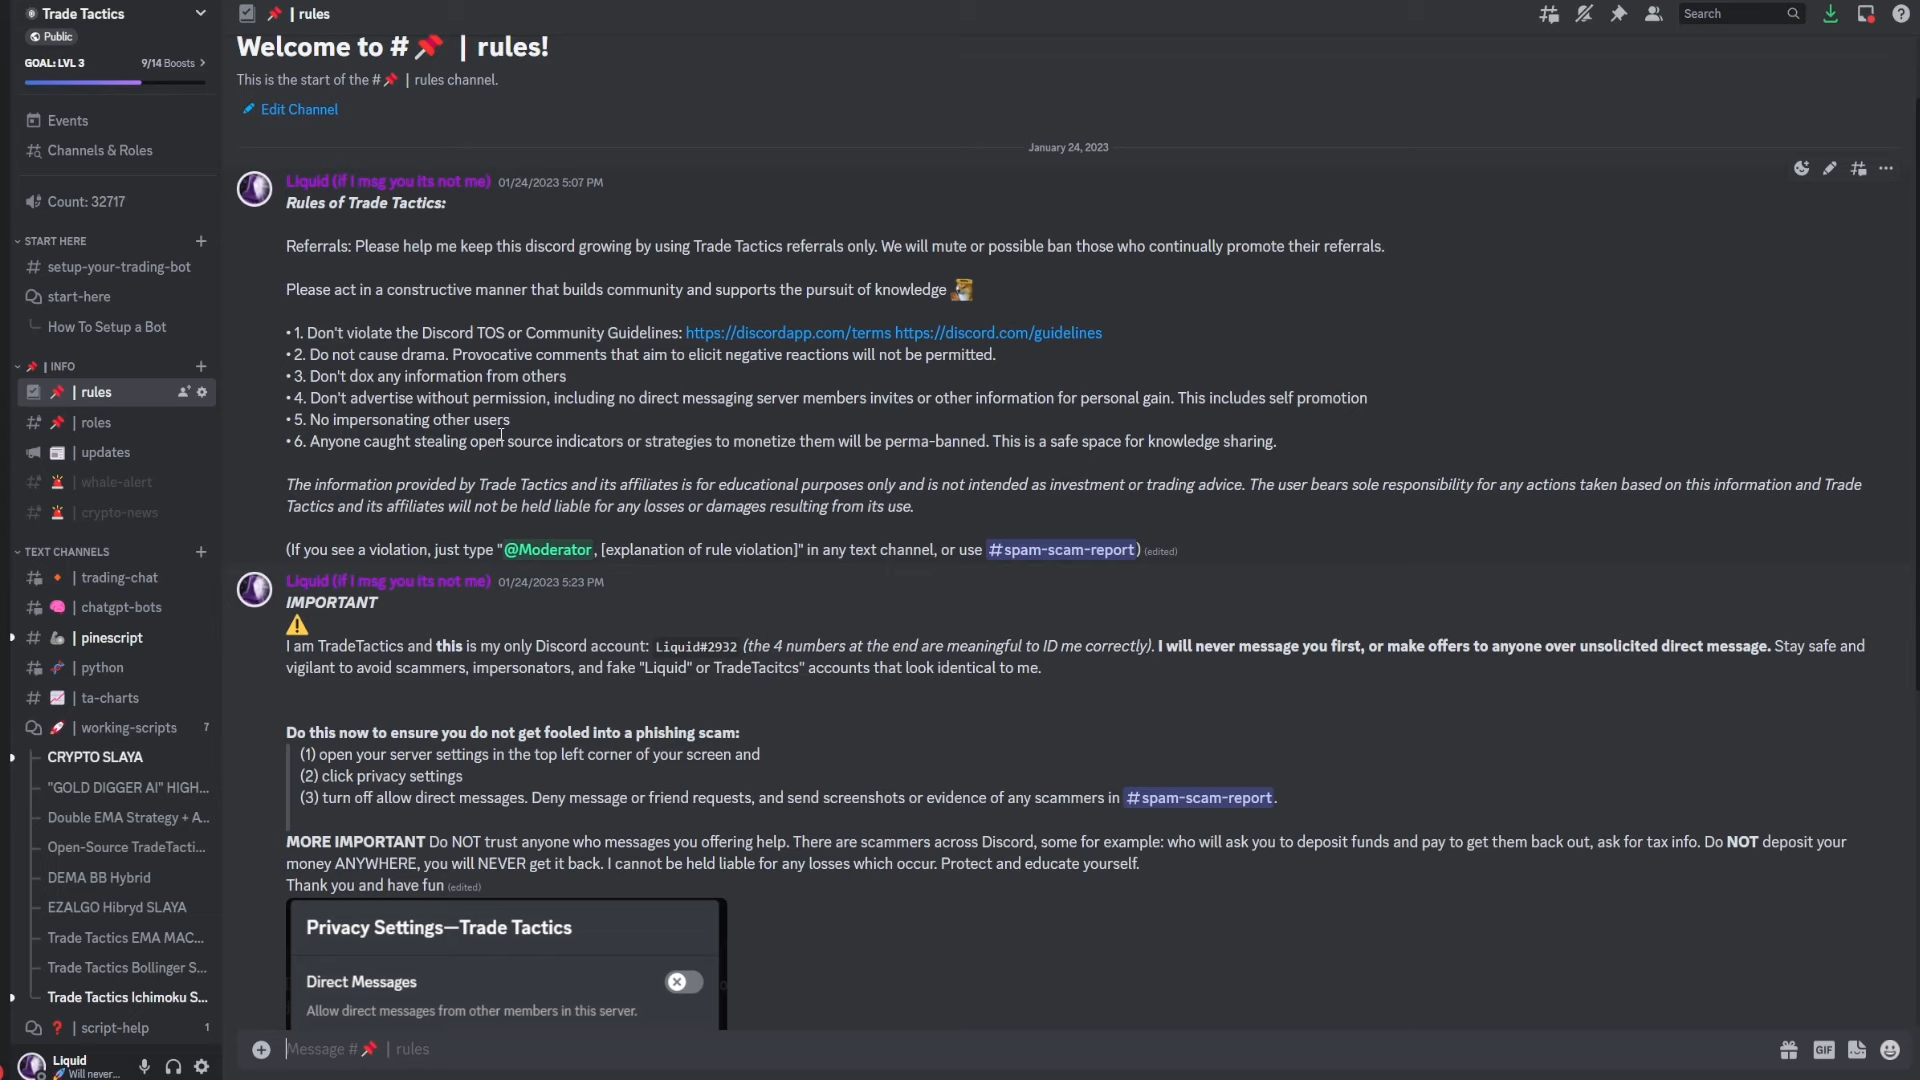 Trade Tactics
Public
GOAL: LVL 3
9/14 Boosts
Events
Channels & Roles
Count: 32717
START HERE
setup-your-trading-bot
start-here
How To Setup a Bot
| INFO
| rules
| roles
| updates
| whale-alert
| crypto-news
TEXT CHANNELS
| trading-chat
| chatgpt-bots
| pinescript
| python
| ta-charts
| working-scripts 7
CRYPTO SLAYA
"GOLD DIGGER AI" HIGH...
Double EMA Strategy + A...
Open-Source TradeTacti...
DEMA BB Hybrid
EZALGO Hibryd SLAYA
Trade Tactics EMA MAC...
Trade Tactics Bollinger S...
Trade Tactics Ichimoku S...
| script-help 1
Liquid
Will never...
| rules
Search
Welcome to #📌 | rules!
This is the start of the #📌 | rules channel.
Edit Channel
January 24, 2023
Liquid (if I msg you its not me) 01/24/2023 5:07 PM
Rules of Trade Tactics:
Referrals: Please help me keep this discord growing by using Trade Tactics referrals only. We will mute or possible ban those who continually promote their referrals.
Please act in a constructive manner that builds community and supports the pursuit of knowledge
• 1. Don't violate the Discord TOS or Community Guidelines: https://discordapp.com/terms https://discord.com/guidelines
• 2. Do not cause drama. Provocative comments that aim to elicit negative reactions will not be permitted.
• 3. Don't dox any information from others
• 4. Don't advertise without permission, including no direct messaging server members invites or other information for personal gain. This includes self promotion
• 5. No impersonating other users
• 6. Anyone caught stealing open source indicators or strategies to monetize them will be perma-banned. This is a safe space for knowledge sharing.
The information provided by Trade Tactics and its affiliates is for educational purposes only and is not intended as investment or trading advice. The user bears sole responsibility for any actions taken based on this information and Trade
Tactics and its affiliates will not be held liable for any losses or damages resulting from its use.
(If you see a violation, just type "@Moderator, [explanation of rule violation]" in any text channel, or use #spam-scam-report) (edited)
Liquid (if I msg you its not me) 01/24/2023 5:23 PM
IMPORTANT
I am TradeTactics and this is my only Discord account: Liquid#2932 (the 4 numbers at the end are meaningful to ID me correctly). I will never message you first, or make offers to anyone over unsolicited direct message. Stay safe and
vigilant to avoid scammers, impersonators, and fake "Liquid" or TradeTacitcs" accounts that look identical to me.
Do this now to ensure you do not get fooled into a phishing scam:
(1) open your server settings in the top left corner of your screen and
(2) click privacy settings
(3) turn off allow direct messages. Deny message or friend requests, and send screenshots or evidence of any scammers in #spam-scam-report.
MORE IMPORTANT Do NOT trust anyone who messages you offering help. There are scammers across Discord, some for example: who will ask you to deposit funds and pay to get them back out, ask for tax info. Do NOT deposit your
money ANYWHERE, you will NEVER get it back. I cannot be held liable for any losses which occur. Protect and educate yourself.
Thank you and have fun (edited)
Privacy Settings—Trade Tactics
Direct Messages
Allow direct messages from other members in this server.
Message #📌 | rules
GIF